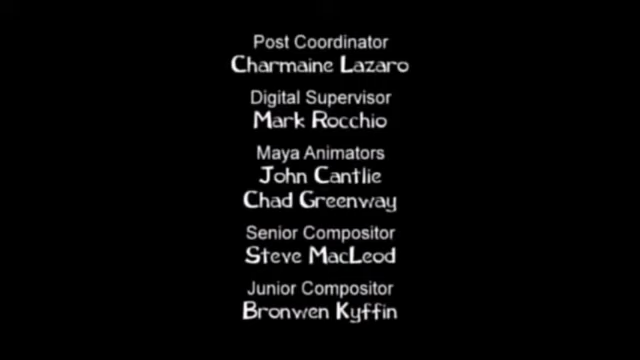 Post Coordinator
Charmaine Lazaro
Digital Supervisor
Mark Rocchio
Maya Animators
John Cantlie
Chad Greenway
Senior Compositor
Steve MacLeod
Junior Compositor
Bronwen Kyffin